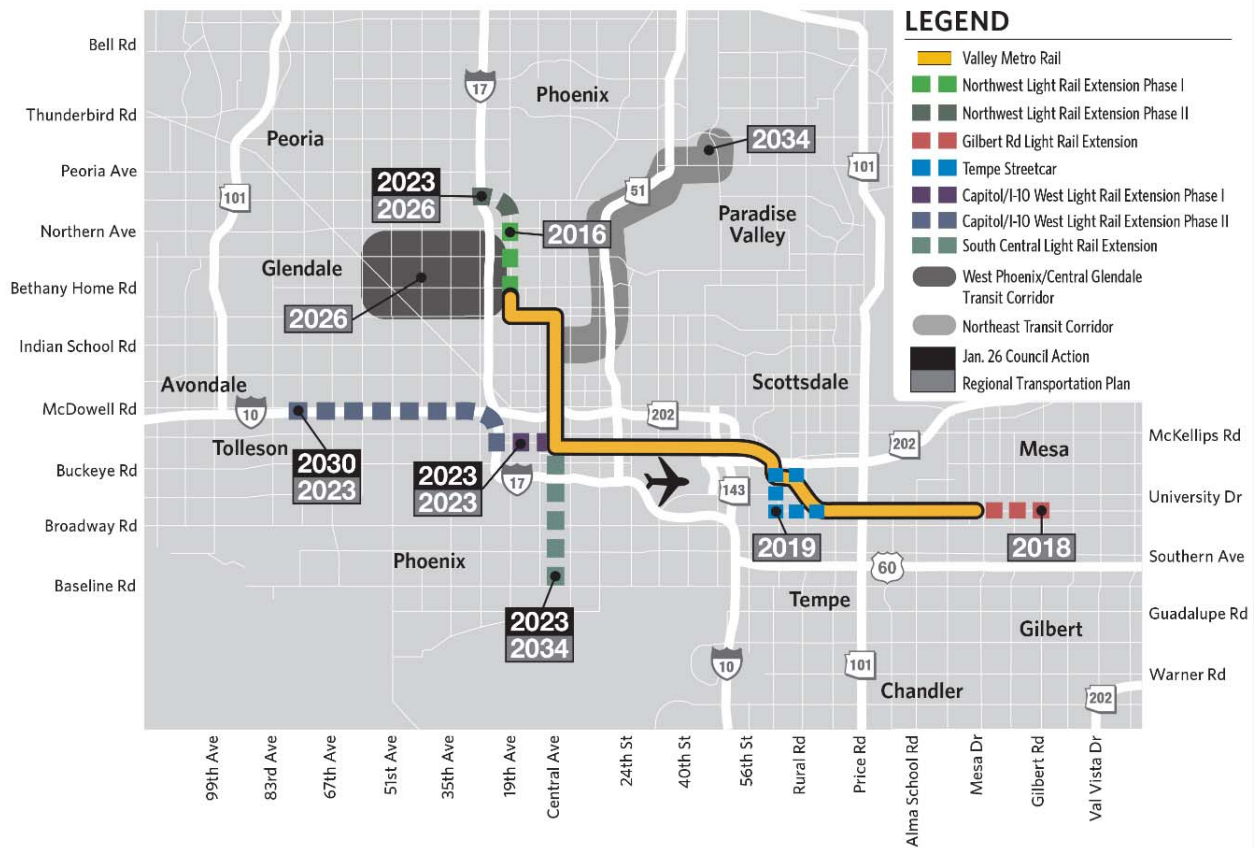 LEGEND
Valley Metro Rail
Northwest Light Rail Extension Phase I
Northwest Light Rail Extension Phase II
Gilbert Rd Light Rail Extension
Tempe Streetcar
Capitol/I-10 West Light Rail Extension Phase I
Capitol/I-10 West Light Rail Extension Phase II
South Central Light Rail Extension
West Phoenix/Central Glendale
Transit Corridor
Northeast Transit Corridor
Jan. 26 Council Action
Regional Transportation Plan
Bell Rd
Thunderbird Rd
Peoria Ave
Northern Ave
Bethany Home Rd
Indian School Rd
McDowell Rd
Buckeye Rd
Broadway Rd
Baseline Rd
17
Phoenix
Peoria
2034
101
101
51
2023
2026
Paradise
Valley
2016
Glendale
2026
Avondale
Scottsdale
10
202
202
Mesa
Tolleson
2030
2023
2023
2023
17
143
2019
2018
Phoenix
60
Tempe
2023
2034
Gilbert
10
101
Chandler
202
McKellips Rd
University Dr
Southern Ave
Guadalupe Rd
Warner Rd
99th Ave
83rd Ave
67th Ave
51st Ave
35th Ave
19th Ave
Central Ave
24th St
40th St
56th St
Rural Rd
Price Rd
Alma School Rd
Mesa Dr
Gilbert Rd
Val Vista Dr